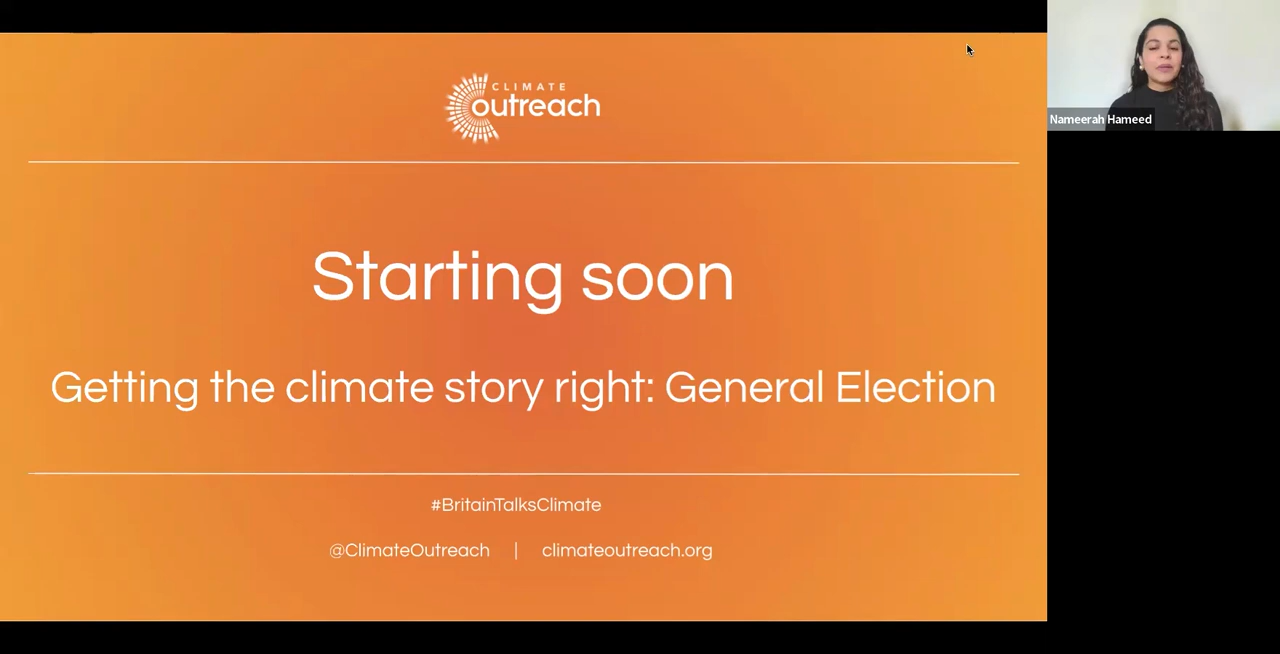 CLIMATE
outreach
Nameerah Hameed
Starting soon
Getting the climate story right: General Election
#BritainTalksClimate
@ClimateOutreach | climateoutreach.org